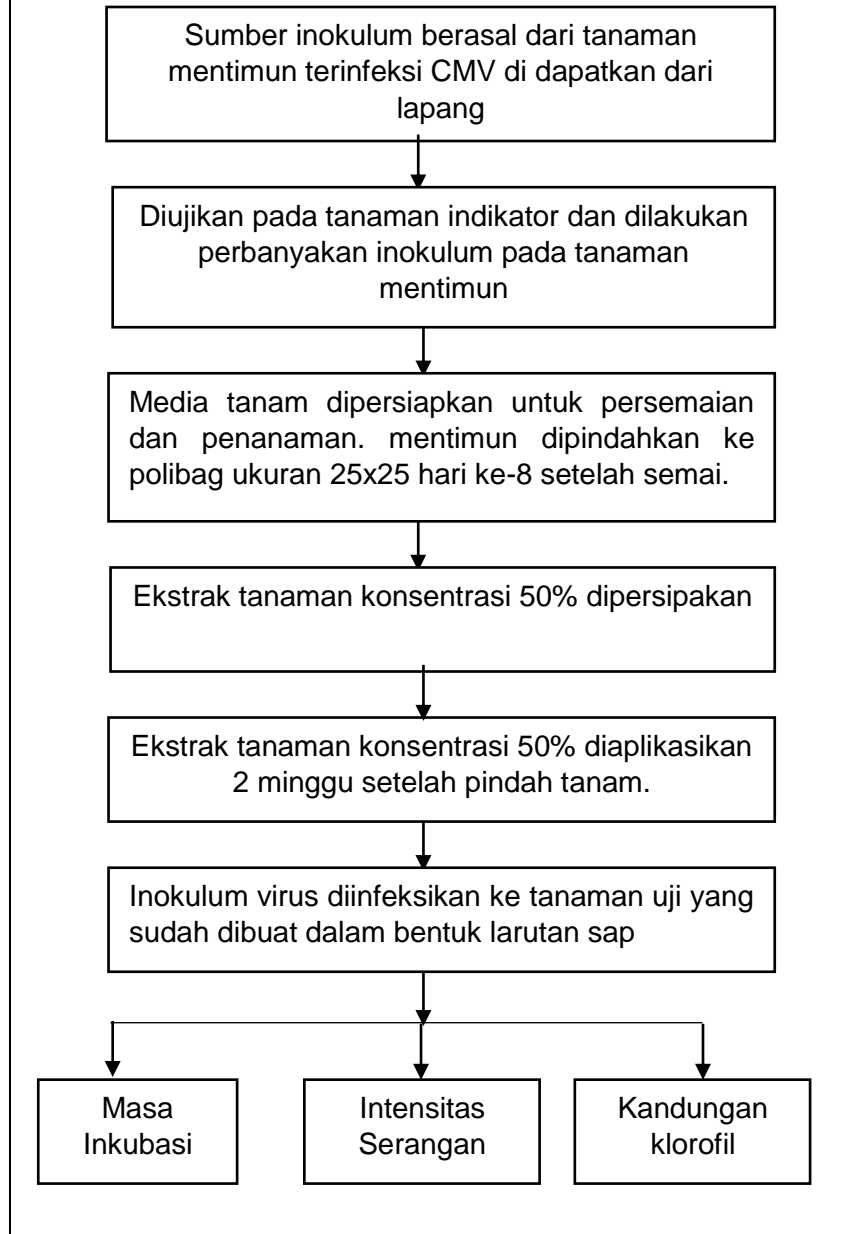 Sumber inokulum berasal dari tanaman
mentimun terinfeksi CMV di dapatkan dari
lapang
Diujikan pada tanaman indikator dan dilakukan
perbanyakan inokulum pada tanaman
mentimun
Media tanam dipersiapkan untuk persemaian
dan penanaman. mentimun dipindahkan ke
polibag ukuran 25x25 hari ke-8 setelah semai.
Ekstrak tanaman konsentrasi 50% dipersipakan
Ekstrak tanaman konsentrasi 50% diaplikasikan
2 minggu setelah pindah tanam.
Inokulum virus diinfeksikan ke tanaman uji yang
sudah dibuat dalam bentuk larutan sap
Masa
Inkubasi
Intensitas
Serangan
Kandungan
klorofil